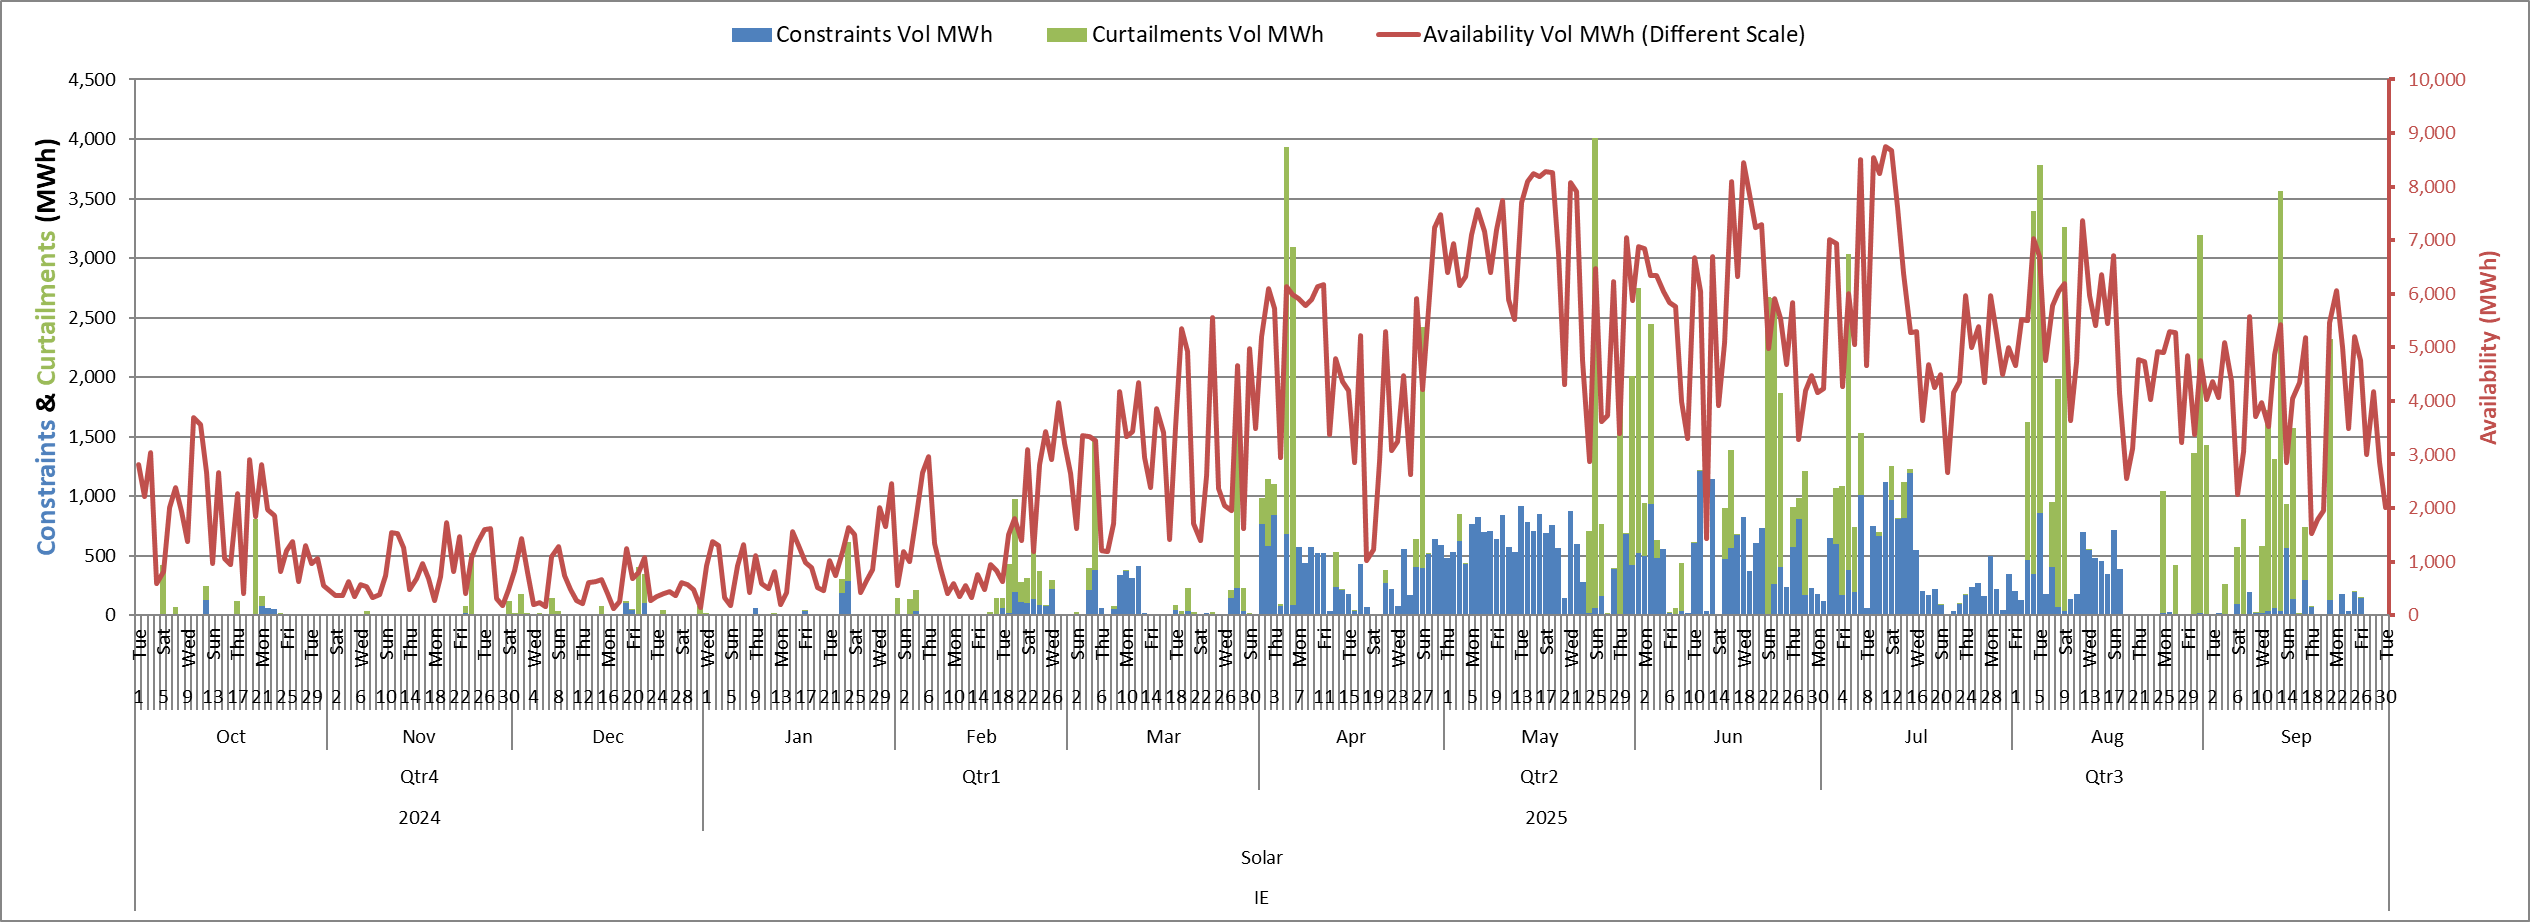 Constraints Vol MWh Curtailments Vol MWh Availability Vol MWh (Different Scale)
Constraints & Curtailments (MWh)
4,500
4,000
3,500
3,000
2,500
2,000
1,500
1,000
500
0
10,000
9,000
8,000
7,000
6,000
5,000
4,000
3,000
2,000
1,000
0
Availability (MWh)
Tue Sat Wed Sun Thu Mon Fri Tue Sat Wed Sun Thu Mon Fri Tue Sat Wed Sun Thu Mon Fri Tue Sat Wed Sun Thu Mon Fri Tue Sat Wed Sun Thu Mon Fri Tue Sat Wed Sun Thu Mon Fri Tue Sat Wed Sun Thu Mon Fri Tue Sat Wed Sun Thu Mon Fri Tue Sat Wed Sun Thu Mon Fri Tue Sat Wed Sun Thu Mon Fri Tue Sat Wed Sun Thu Mon Fri Tue Sat Wed Sun Thu Mon Fri Tue Sat Wed Sun Thu Mon Fri Tue
1 5 9 13 17 21 25 29 2 6 10 14 18 22 26 30 4 8 12 16 20 24 28 1 5 9 13 17 21 25 29 2 6 10 14 18 22 26 2 6 10 14 18 22 26 30 3 7 11 15 19 23 27 1 5 9 13 17 21 25 29 2 6 10 14 18 22 26 30 4 8 12 16 20 24 28 1 5 9 13 17 21 25 29 2 6 10 14 18 22 26 30
Oct Nov Dec Jan Feb Mar Apr May Jun Jul Aug Sep
Qtr4 Qtr1 Qtr2 Qtr3
2024 2025
Solar
IE